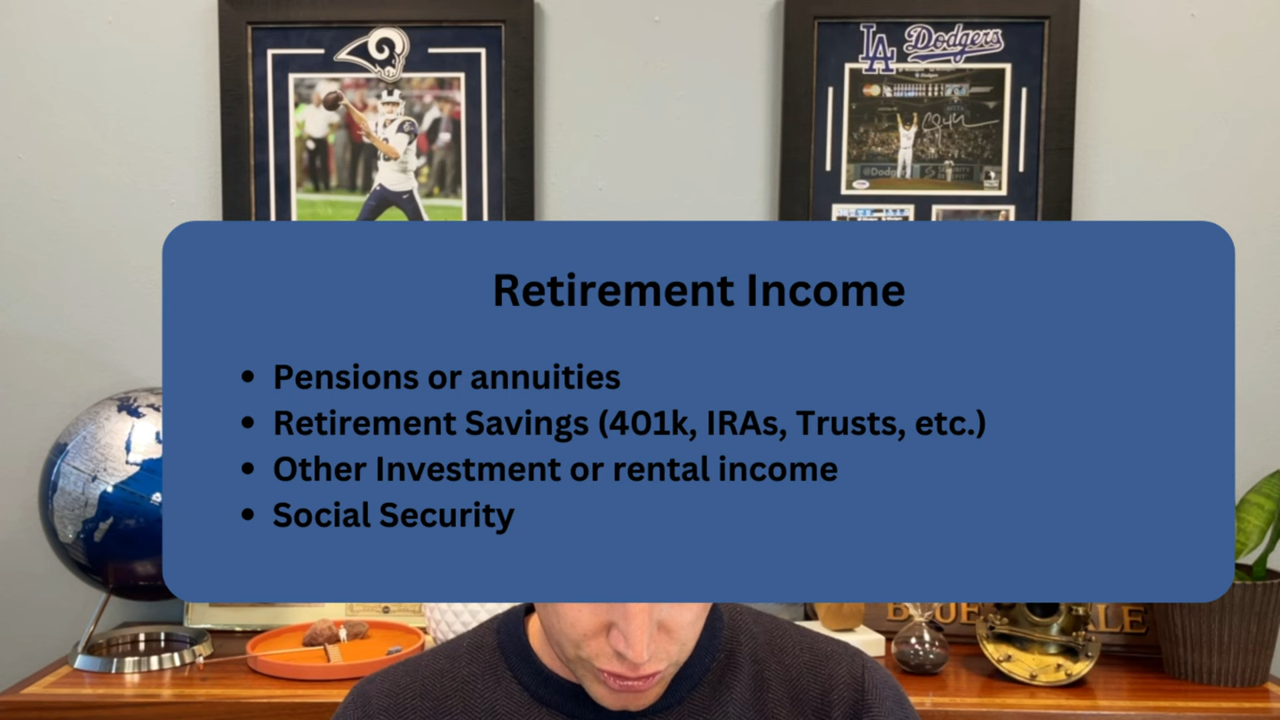 LA Dodgers
Retirement Income
Pensions or annuities
Retirement Savings (401k, IRAs, Trusts, etc.)
Other Investment or rental income
Social Security